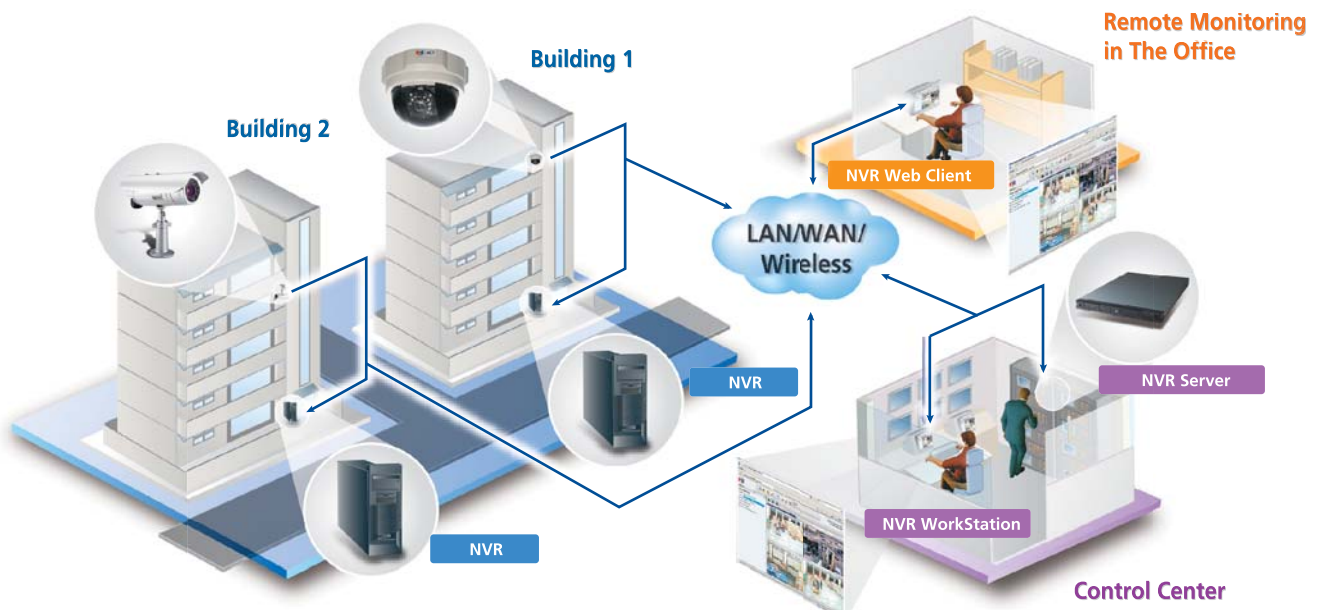 Remote Monitoring
in The Office
Building 1
Building 2
NVR Web Client
LAN/WAN/
Wireless
NVR
NVR Server
NVR WorkStation
NVR
Control Center